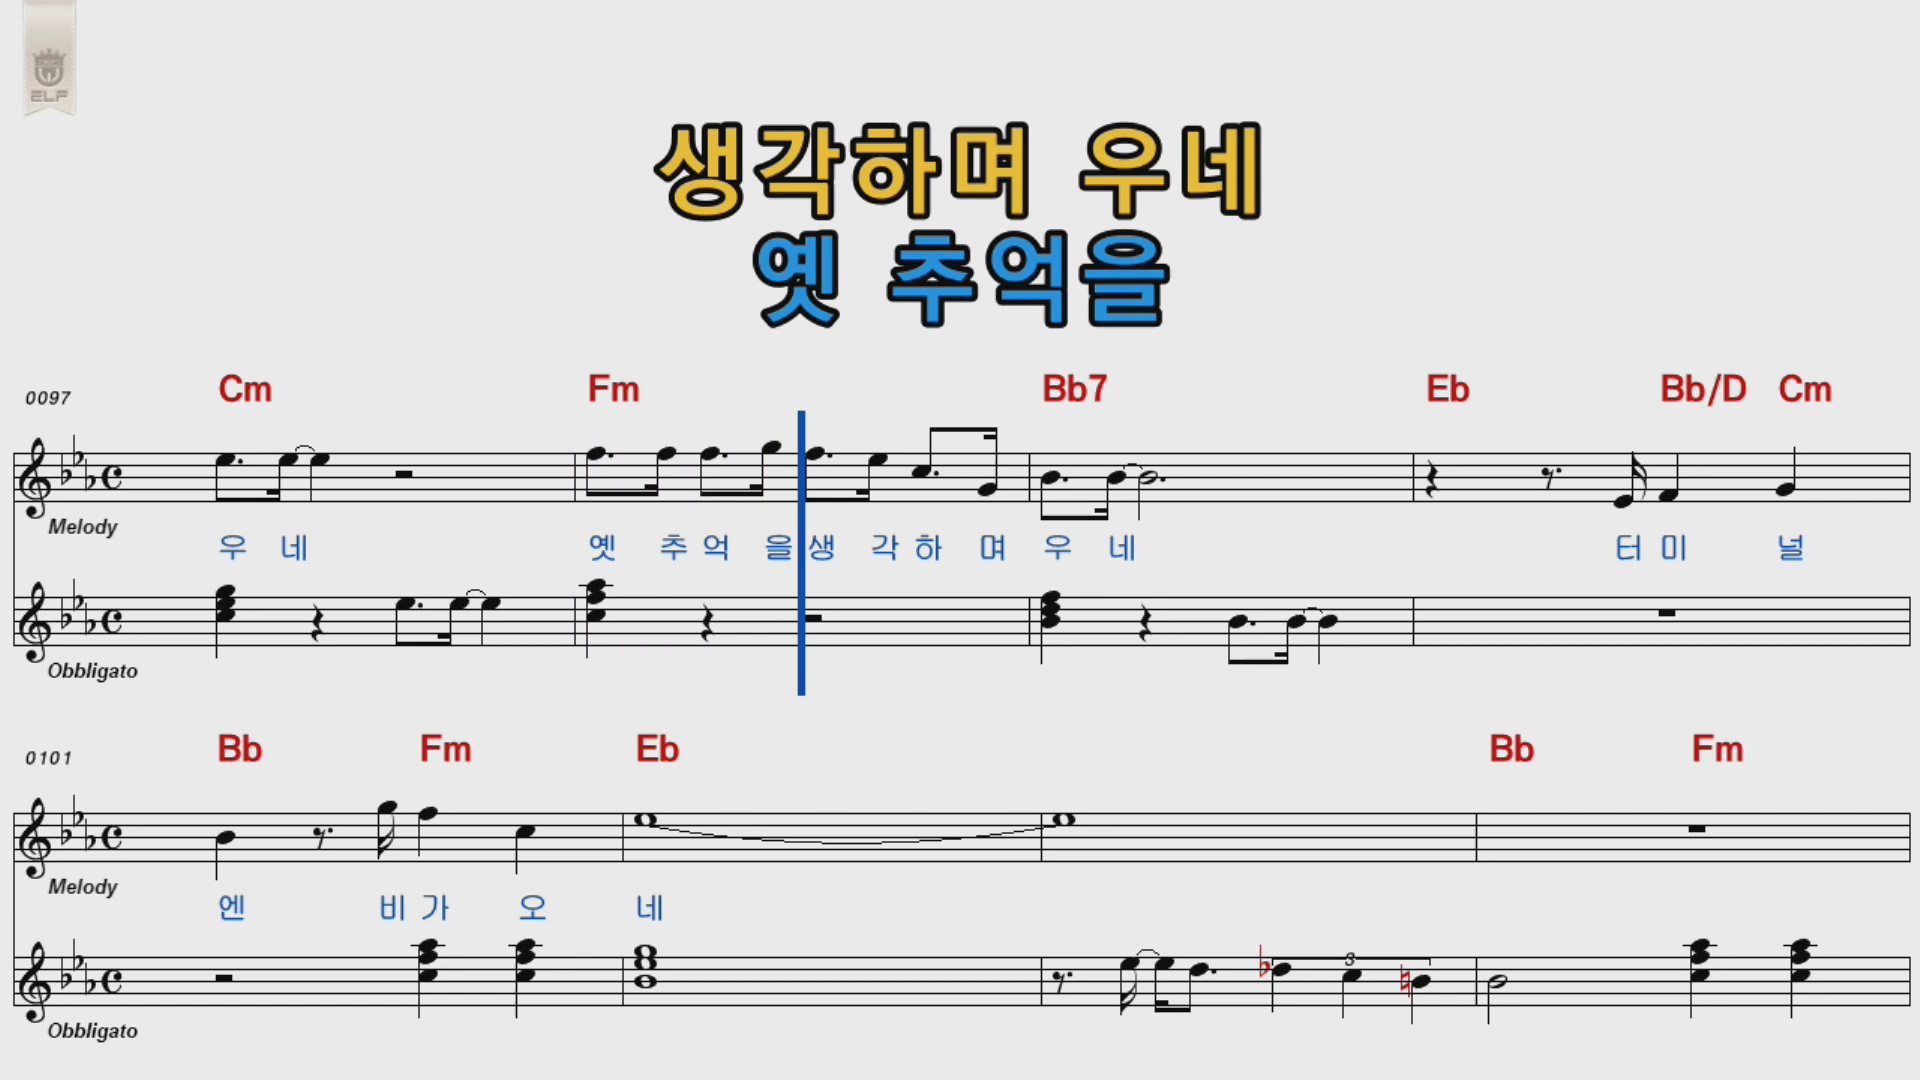 ELF
생각하며 우네
옛 추억을
0097 Cm Fm Bb7 Eb Bb/D Cm
Melody
우 네 옛 추 억 을 생 각 하 며 우 네 터 미 널
Obbligato
0101 Bb Fm Eb Bb Fm
Melody
엔 비 가 오 네
3
Obbligato